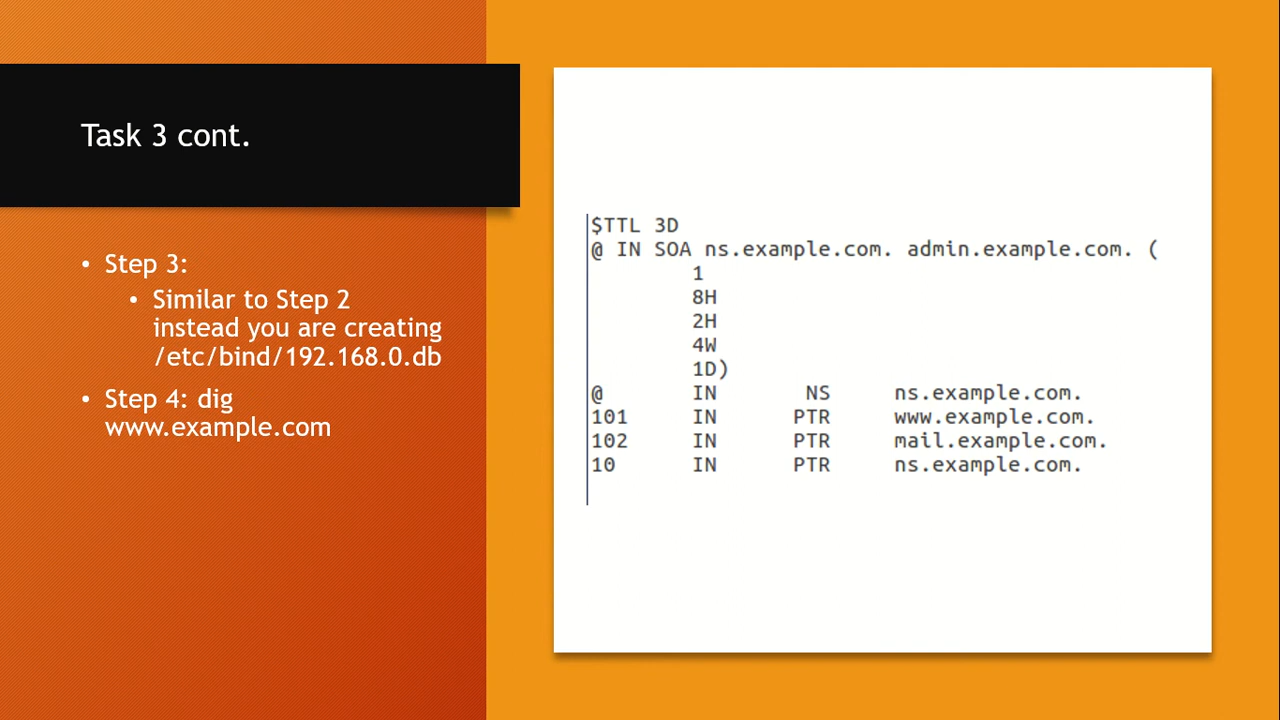 Task 3 cont.
• Step 3:
• Similar to Step 2
instead you are creating
/etc/bind/192.168.0.db
• Step 4: dig
www.example.com
$TTL 3D
@ IN SOA ns.example.com. admin.example.com. (
1
8H
2H
4W
1D)
@ IN NS ns.example.com.
101 IN PTR www.example.com.
102 IN PTR mail.example.com.
10 IN PTR ns.example.com.